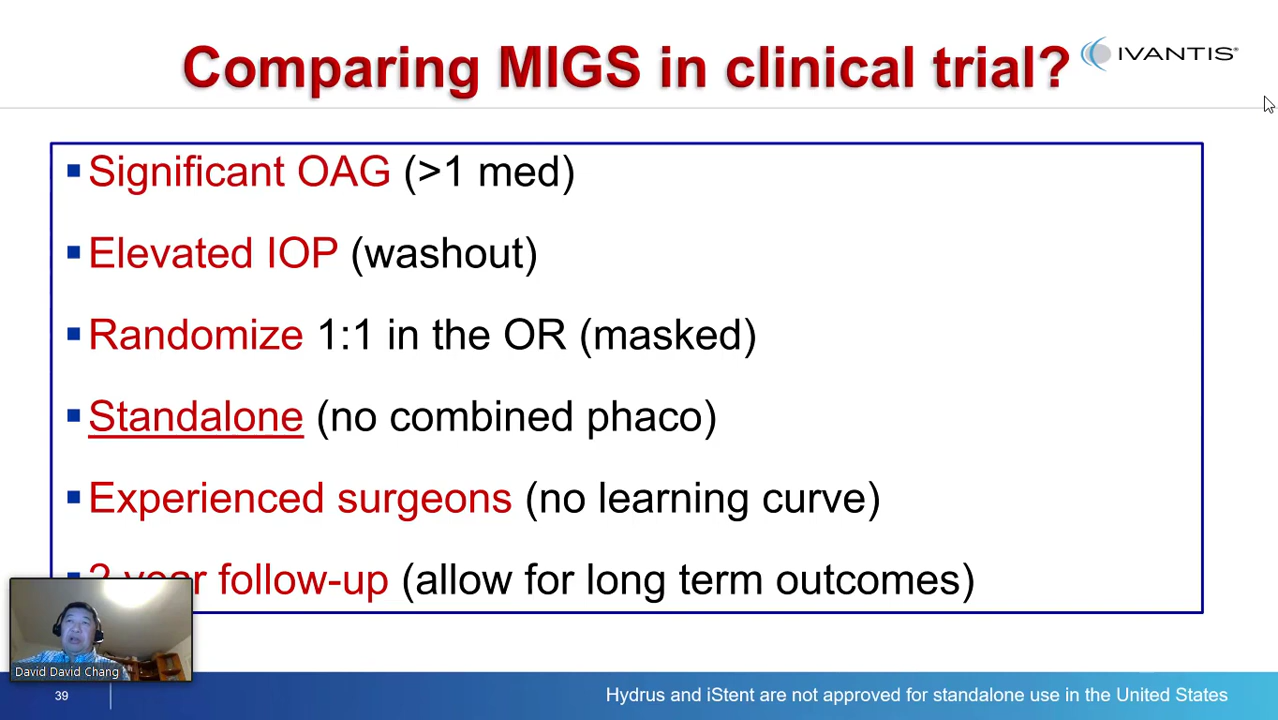 Comparing MIGS in clinical trial?
IVANTIS®
Significant OAG (>1 med)
Elevated IOP (washout)
Randomize 1:1 in the OR (masked)
Standalone (no combined phaco)
Experienced surgeons (no learning curve)
2 year follow-up (allow for long term outcomes)
David David Chang
39
Hydrus and iStent are not approved for standalone use in the United States